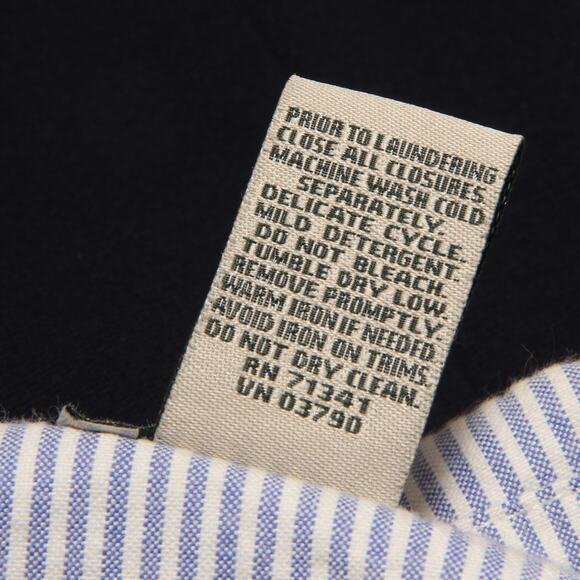 PRIOR TO LAUNDERING
CLOSE ALL CLOSURES.
MACHINE WASH COLD
SEPARATELY.
DELICATE CYCLE.
MILD DETERGENT.
DO NOT BLEACH.
TUMBLE DRY LOW.
REMOVE PROMPTLY.
WARM IRON IF NEEDED.
AVOID IRON ON TRIMS.
DO NOT DRY CLEAN.
RN 71341
UN 03790